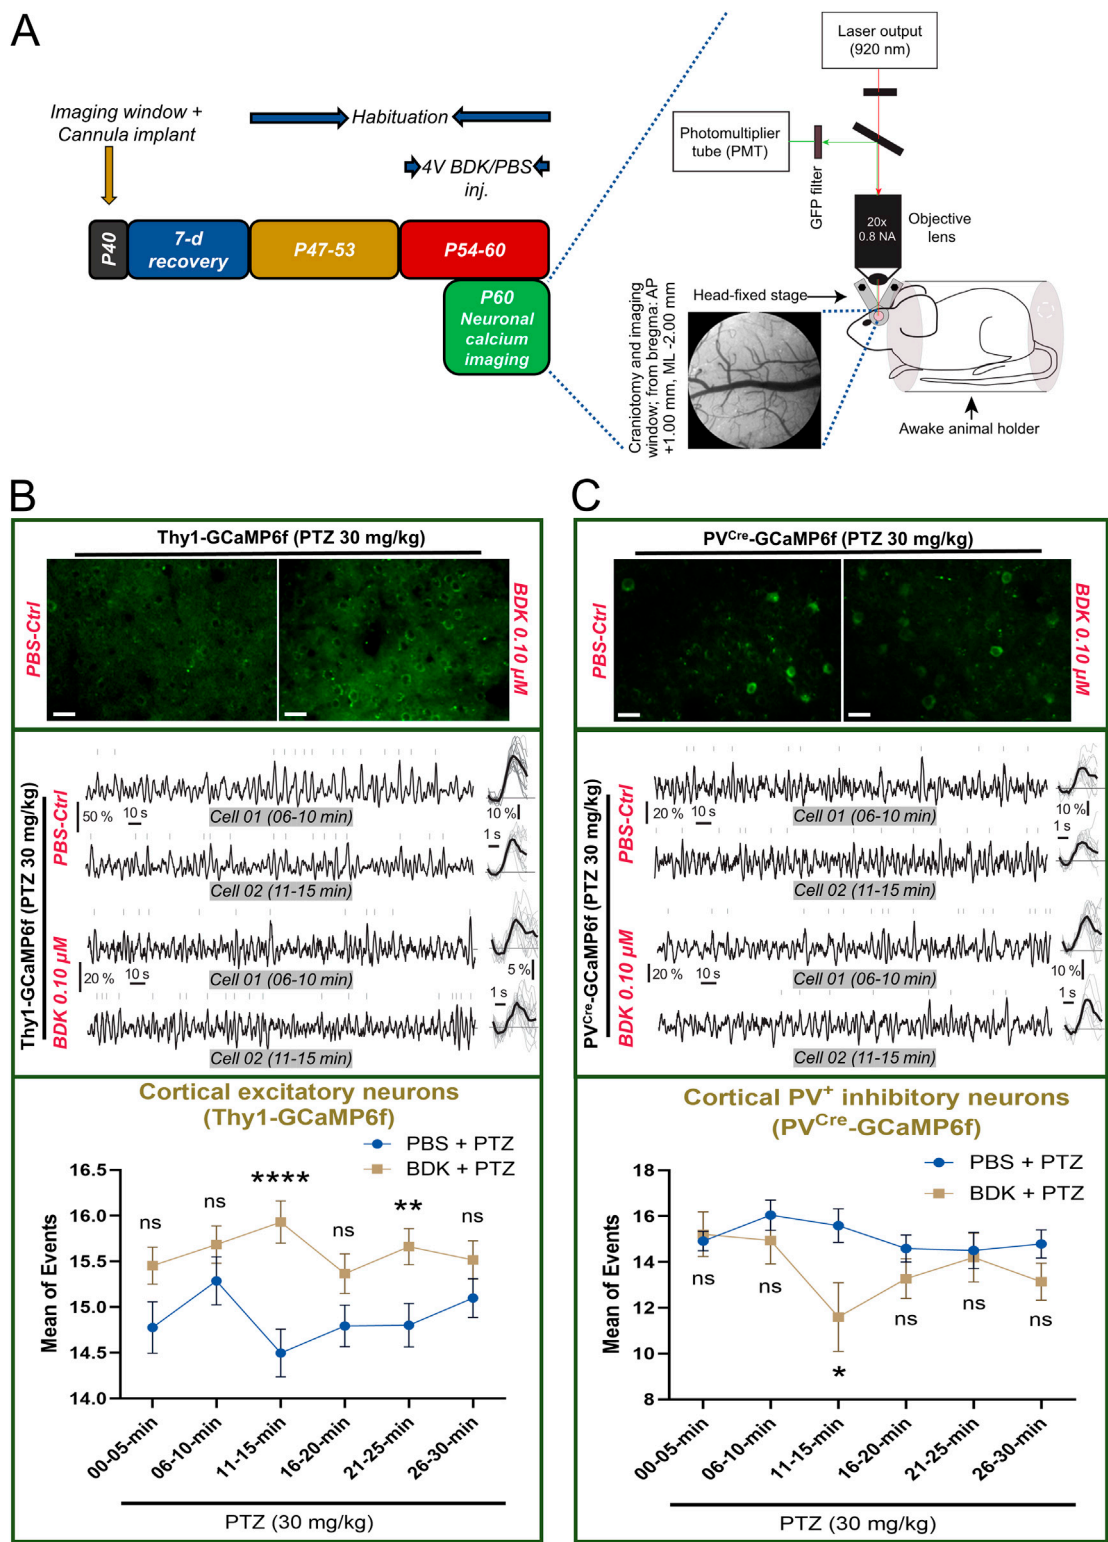 A
Imaging window +
Cannula implant
Habituation
4V BDK/PBS
inj.
P40
7-d
recovery
P47-53
P54-60
P60
Neuronal
calcium
imaging
Laser output
(920 nm)
Photomultiplier
tube (PMT)
GFP filter
20x
0.8 NA
Objective
lens
Head-fixed stage
Craniotomy and imaging
window; from bregma: AP
+1.00 mm, ML -2.00 mm
Awake animal holder
B
Thy1-GCaMP6f (PTZ 30 mg/kg)
PBS-Ctrl
BDK 0.10 µM
Thy1-GCaMP6f (PTZ 30 mg/kg)
PBS-Ctrl
50 %
10 s
Cell 01 (06-10 min)
10 %
1 s
Cell 02 (11-15 min)
BDK 0.10 µM
20 %
10 s
Cell 01 (06-10 min)
5 %
1 s
Cell 02 (11-15 min)
Cortical excitatory neurons
(Thy1-GCaMP6f)
PBS + PTZ
BDK + PTZ
Mean of Events
16.5
16.0
15.5
15.0
14.5
14.0
ns
ns
****
ns
**
ns
00-05-min
06-10-min
11-15-min
16-20-min
21-25-min
26-30-min
PTZ (30 mg/kg)
C
PVCre-GCaMP6f (PTZ 30 mg/kg)
PBS-Ctrl
BDK 0.10 µM
PVCre-GCaMP6f (PTZ 30 mg/kg)
PBS-Ctrl
20 %
10 s
Cell 01 (06-10 min)
10 %
1 s
Cell 02 (11-15 min)
BDK 0.10 µM
20 %
10 s
Cell 01 (06-10 min)
10 %
1 s
Cell 02 (11-15 min)
Cortical PV+ inhibitory neurons
(PVCre-GCaMP6f)
PBS + PTZ
BDK + PTZ
Mean of Events
18
16
14
12
10
8
ns
ns
*
ns
ns
ns
00-05-min
06-10-min
11-15-min
16-20-min
21-25-min
26-30-min
PTZ (30 mg/kg)